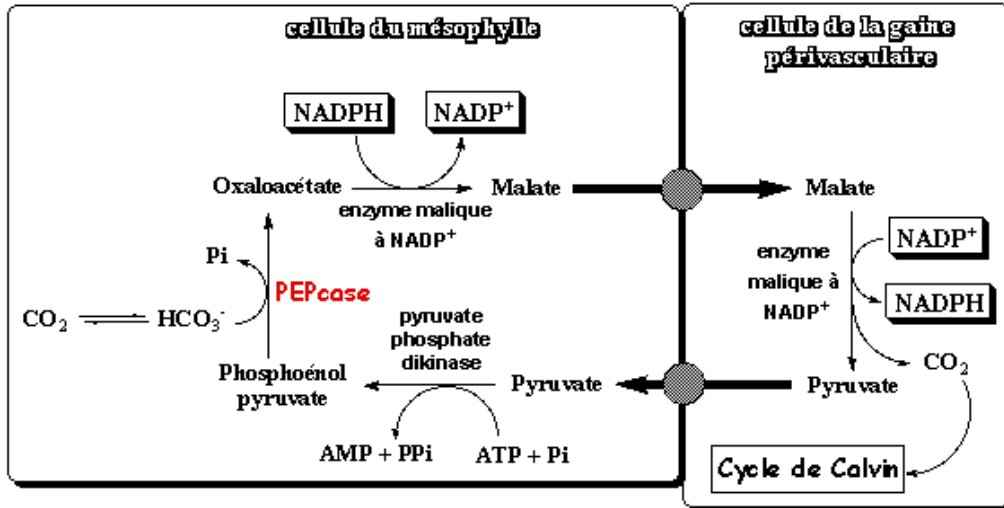 cellule du mésophylle
cellule de la gaine
périvasculaire
NADPH
NADP⁺
Oxaloacétate
Malate
enzyme malique
à NADP⁺
Malate
NADP⁺
enzyme
malique à
NADP⁺
NADPH
Pi
PEPcase
CO₂
HCO₃⁻
pyruvate
phosphate
dikinase
Phosphoénol
pyruvate
Pyruvate
Pyruvate
CO₂
AMP + PPi
ATP + Pi
Cycle de Calvin